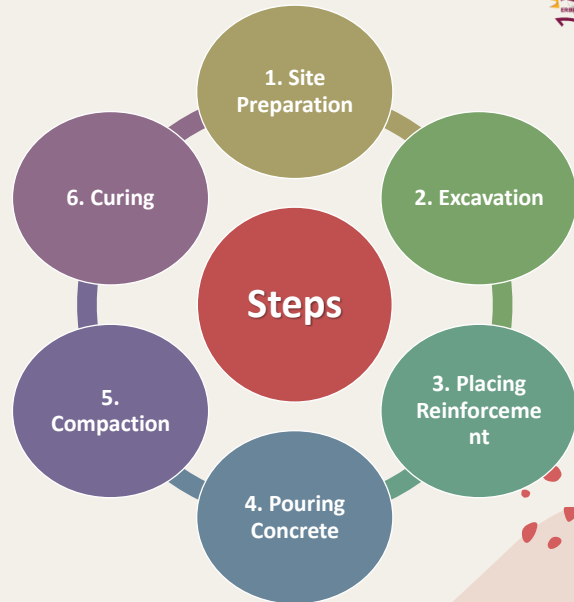 1. Site
Preparation
2. Excavation
3. Placing
Reinforceme
nt
4. Pouring
Concrete
5.
Compaction
6. Curing
Steps